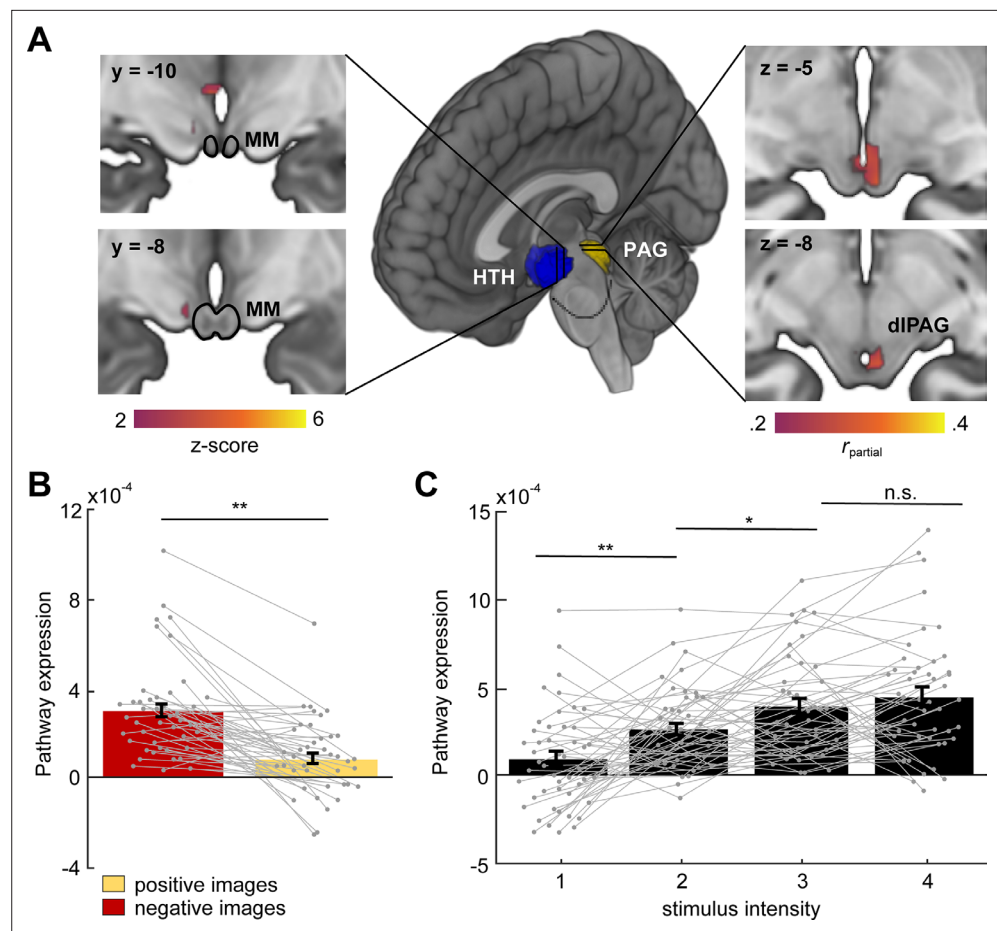 A
y = -10
MM
y = -8
MM
2
6
z-score
HTH
PAG
z = -5
z = -8
dlPAG
.2
.4
r partial
B
x10-4
**
12
8
4
0
-4
Pathway expression
positive images
negative images
C
x10-4
**
*
n.s.
15
10
5
0
-5
Pathway expression
1
2
3
4
stimulus intensity